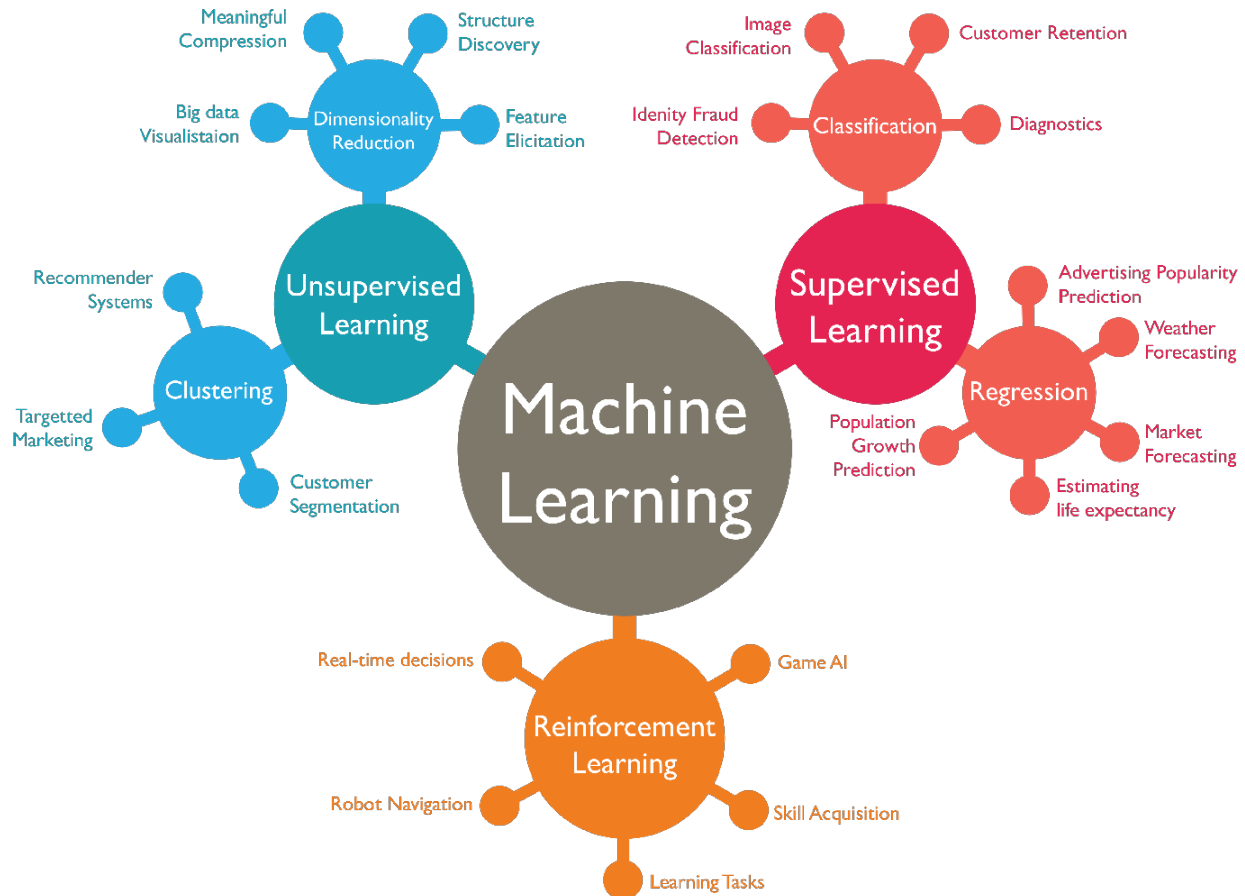 Meaningful
Compression
Structure
Discovery
Big data
Visualistaion
Dimensionality
Reduction
Feature
Elicitation
Unsupervised
Learning
Recommender
Systems
Clustering
Targetted
Marketing
Customer
Segmentation
Machine
Learning
Image
Classification
Customer Retention
Idenity Fraud
Detection
Classification
Diagnostics
Supervised
Learning
Advertising Popularity
Prediction
Weather
Forecasting
Regression
Population
Growth
Prediction
Market
Forecasting
Estimating
life expectancy
Real-time decisions
Game AI
Reinforcement
Learning
Robot Navigation
Skill Acquisition
Learning Tasks